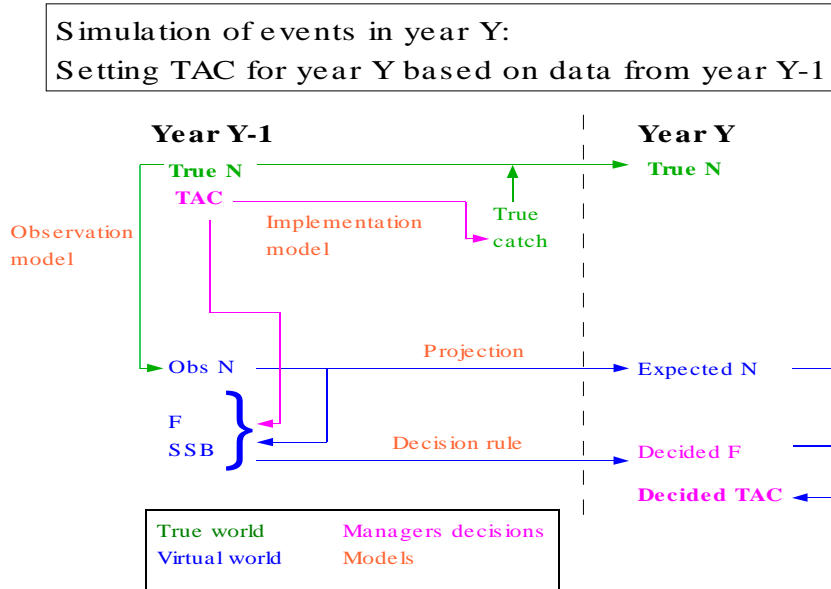 Simulation of events in year Y:
Setting TAC for year Y based on data from year Y-1
Year Y-1
Year Y
True N
True N
TAC
Observation
model
Implementation
model
True
catch
Obs N
Projection
Expected N
F
SSB
}
Decision rule
Decided F
Decided TAC
True world
Managers decisions
Virtual world
Models